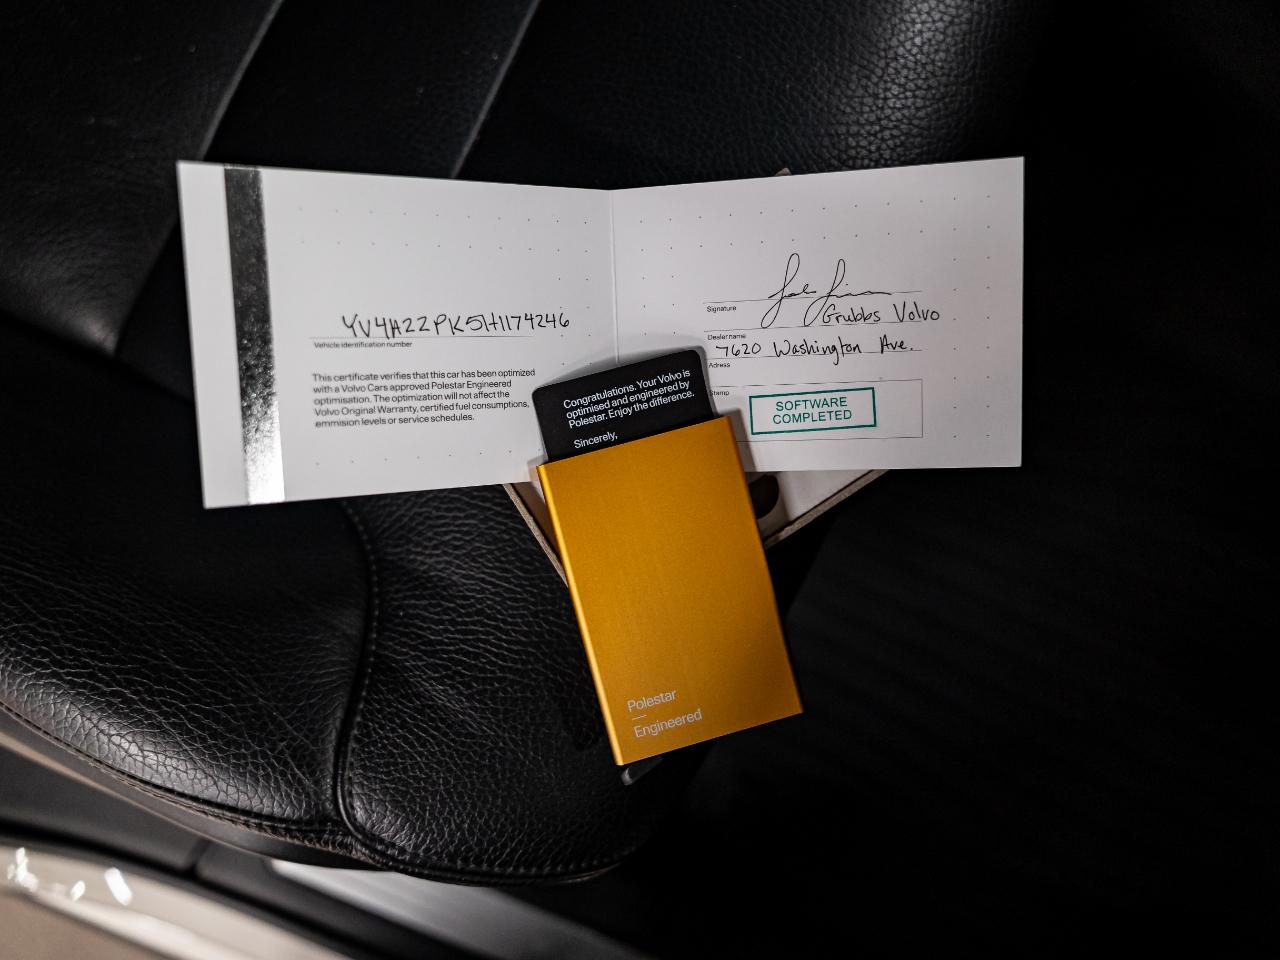 YV4A22PK5H1174246
Vehicle identification number
This certificate verifies that this car has been optimized
with a Volvo Cars approved Polestar Engineered
optimisation. The optimization will not affect the
Volvo Original Warranty, certified fuel consumptions,
emmision levels or service schedules.
Signature
Grubbs Volvo
Dealer name
7620 Washington Ave.
Adress
Stamp
SOFTWARE
COMPLETED
Congratulations. Your Volvo is
optimised and engineered by
Polestar. Enjoy the difference.
Sincerely,
Polestar
Engineered